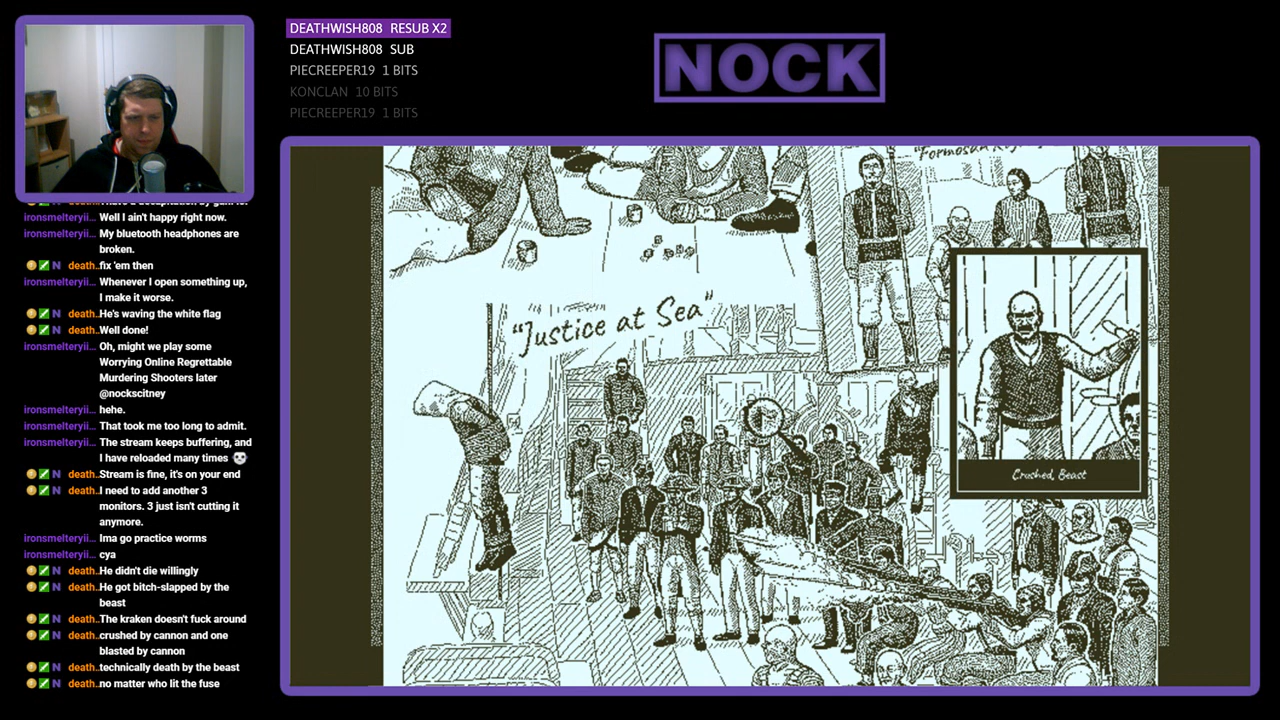 DEATHWISH808 RESUB X2
DEATHWISH808 SUB
PIECREEPER19 1 BITS
KONCLAN 10 BITS
PIECREEPER19 1 BITS
NOCK
ironsmelteryii... Well I ain't happy right now.
ironsmelteryii... My bluetooth headphones are
broken.
N death... fix 'em then
ironsmelteryii... Whenever I open something up,
I make it worse.
N death... He's waving the white flag
N death... Well done!
ironsmelteryii... Oh, might we play some
Worrying Online Regrettable
Murdering Shooters later
@nockscitney
ironsmelteryii... hehe.
ironsmelteryii... That took me too long to admit.
ironsmelteryii... The stream keeps buffering, and
I have reloaded many times
N death... Stream is fine, it's on your end
N death... I need to add another 3
monitors. 3 just isn't cutting it
anymore.
ironsmelteryii... Ima go practice worms
ironsmelteryii... cya
N death... He didn't die willingly
N death... He got bitch-slapped by the
beast
N death... The kraken doesn't fuck around
N death... crushed by cannon and one
blasted by cannon
N death... technically death by the beast
N death... no matter who lit the fuse
"Formosan
"Justice at Sea"
Crushed, Beast